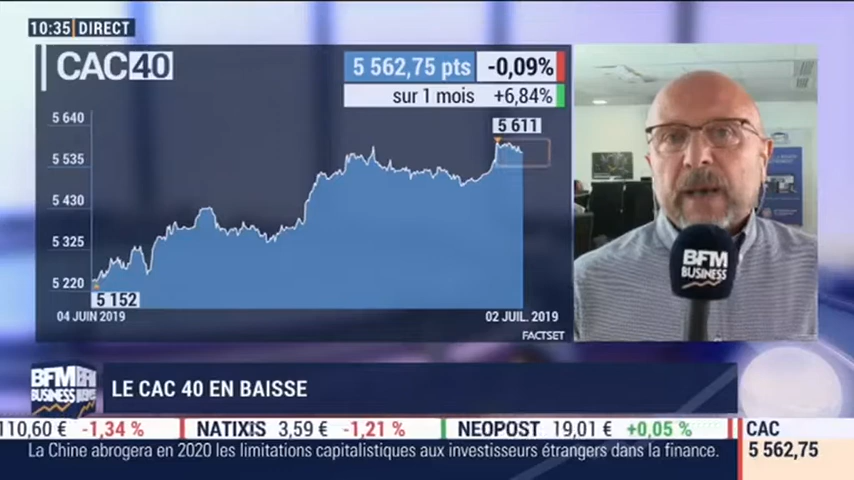 10:35 DIRECT
CAC40
5 562,75 pts -0,09%
sur 1 mois +6,84%
5 640
5 535
5 430
5 325
5 220
5 611
5 152
04 JUIN 2019
02 JUIL. 2019
FACTSET
BFM
BUSINESS
BFM
BUSINESS
LE CAC 40 EN BAISSE
110,60 € -1,34 % NATIXIS 3,59 € -1,21 % NEOPOST 19,01 € +0,05 %
CAC
5 562,75
La Chine abrogera en 2020 les limitations capitalistiques aux investisseurs étrangers dans la finance.